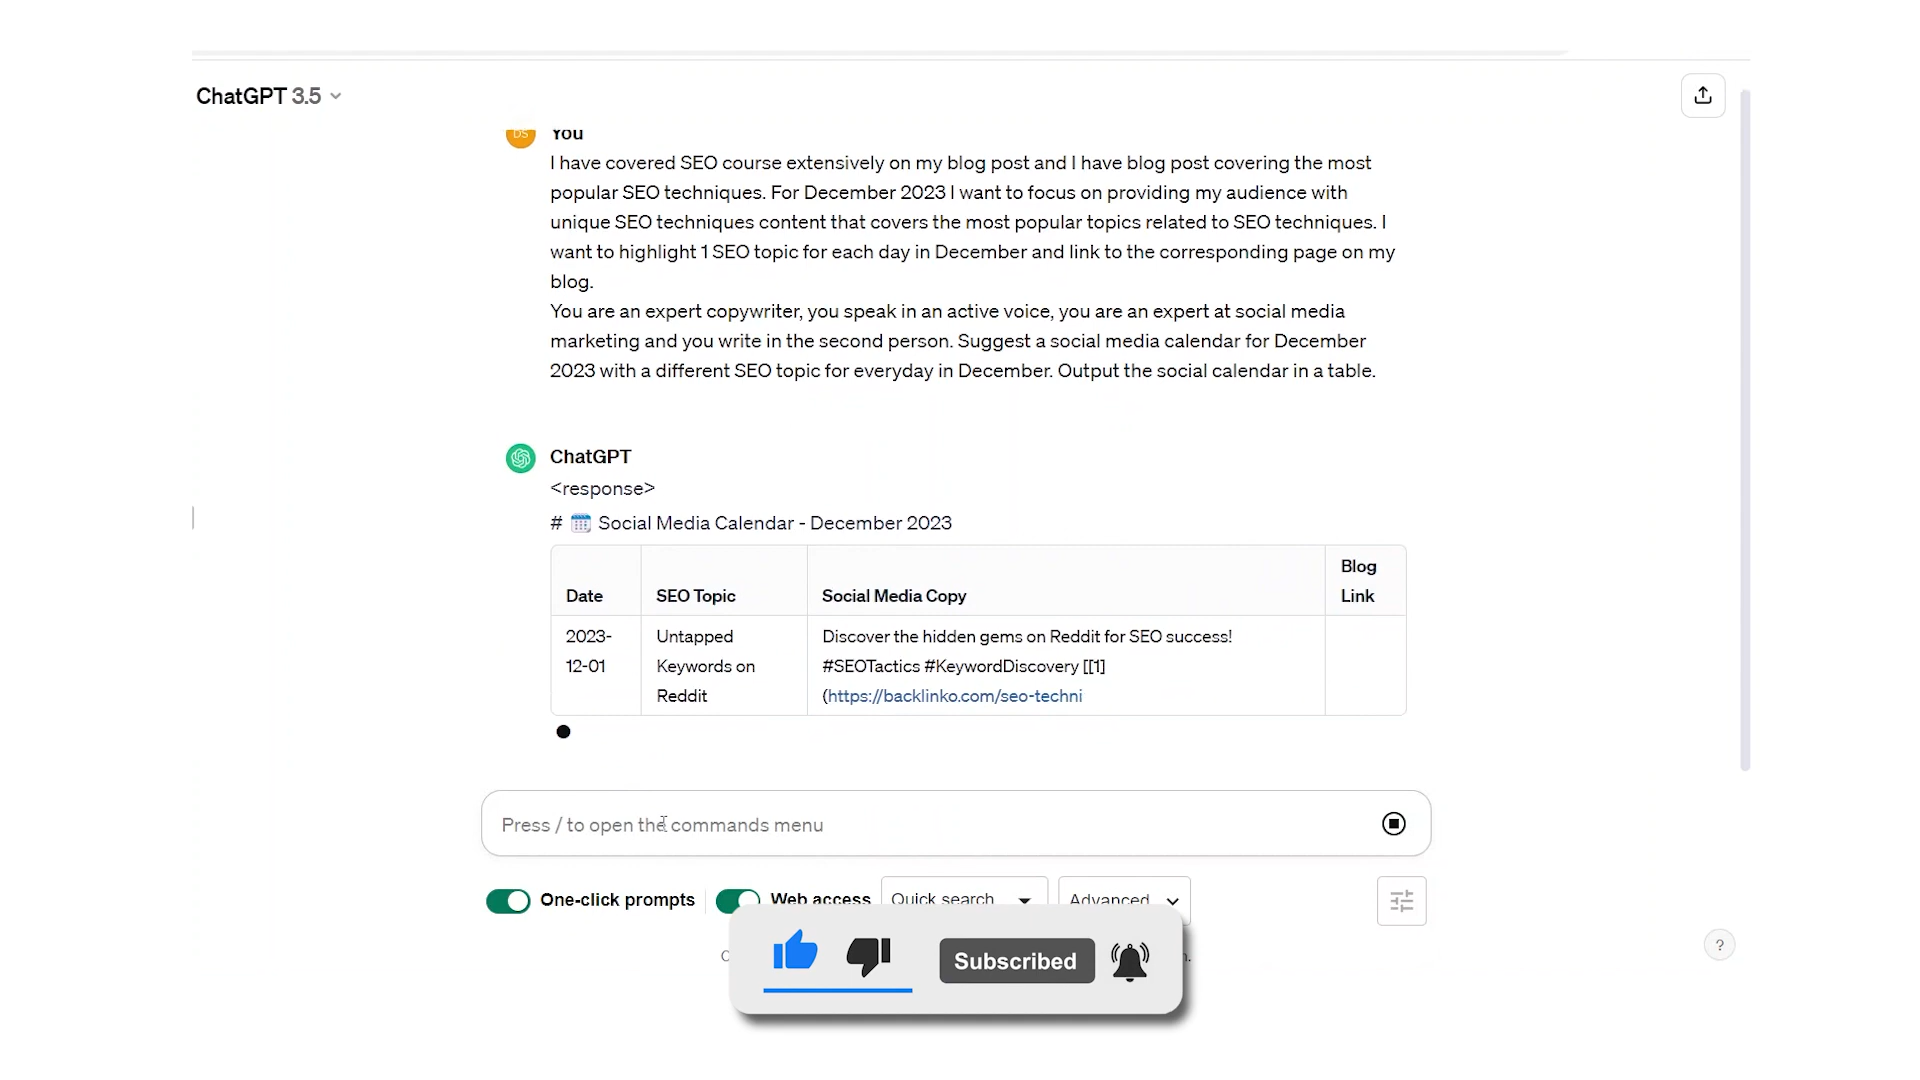 ChatGPT 3.5
DS
You
I have covered SEO course extensively on my blog post and I have blog post covering the most
popular SEO techniques. For December 2023 I want to focus on providing my audience with
unique SEO techniques content that covers the most popular topics related to SEO techniques. I
want to highlight 1 SEO topic for each day in December and link to the corresponding page on my
blog.
You are an expert copywriter, you speak in an active voice, you are an expert at social media
marketing and you write in the second person. Suggest a social media calendar for December
2023 with a different SEO topic for everyday in December. Output the social calendar in a table.
ChatGPT
<response>
# 📅 Social Media Calendar - December 2023
Date
SEO Topic
Social Media Copy
Blog
Link
2023-
12-01
Untapped
Keywords on
Reddit
Discover the hidden gems on Reddit for SEO success!
#SEOTactics #KeywordDiscovery [[1]
(https://backlinko.com/seo-techni
Press / to open the commands menu
One-click prompts
Web access
Quick search
Advanced
Subscribed
?